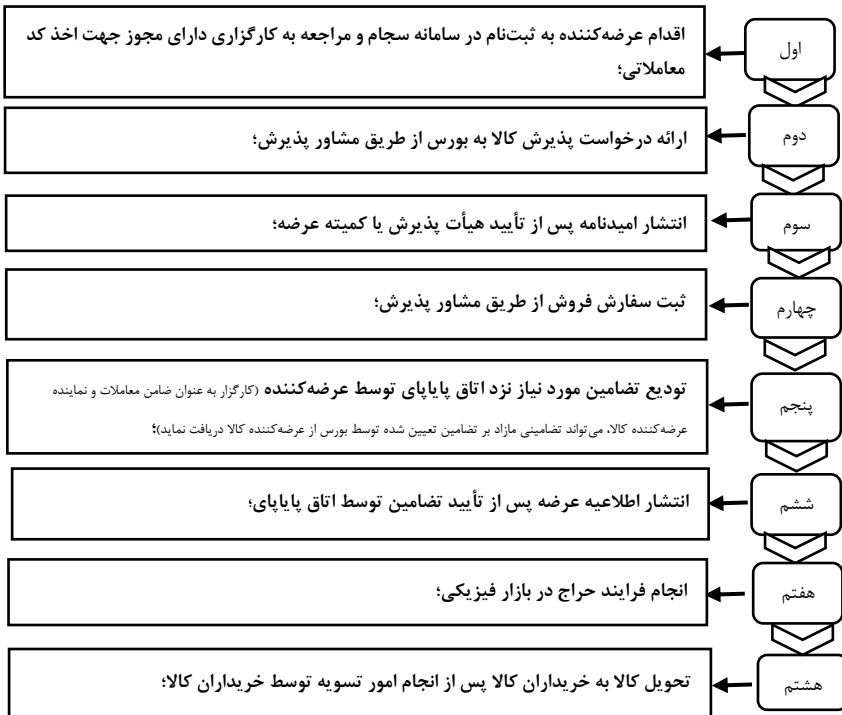 اول
اقدام عرضه‌کننده به ثبت‌نام در سامانه سجام و مراجعه به کارگزاری دارای مجوز جهت اخذ کد
معاملاتی؛
دوم
ارائه درخواست پذیرش کالا به بورس از طریق مشاور پذیرش؛
سوم
انتشار امیدنامه پس از تأیید هیأت پذیرش یا کمیته عرضه؛
چهارم
ثبت سفارش فروش از طریق مشاور پذیرش؛
پنجم
تودیع تضامین مورد نیاز نزد اتاق پایاپای توسط عرضه‌کننده (کارگزار به عنوان ضامن معاملات و نماینده
عرضه‌کننده کالا، می‌تواند تضامینی مازاد بر تضامین تعیین شده توسط بورس از عرضه‌کننده کالا دریافت نماید)؛
ششم
انتشار اطلاعیه عرضه پس از تأیید تضامین توسط اتاق پایاپای؛
هفتم
انجام فرایند حراج در بازار فیزیکی؛
هشتم
تحویل کالا به خریداران کالا پس از انجام امور تسویه توسط خریداران کالا؛